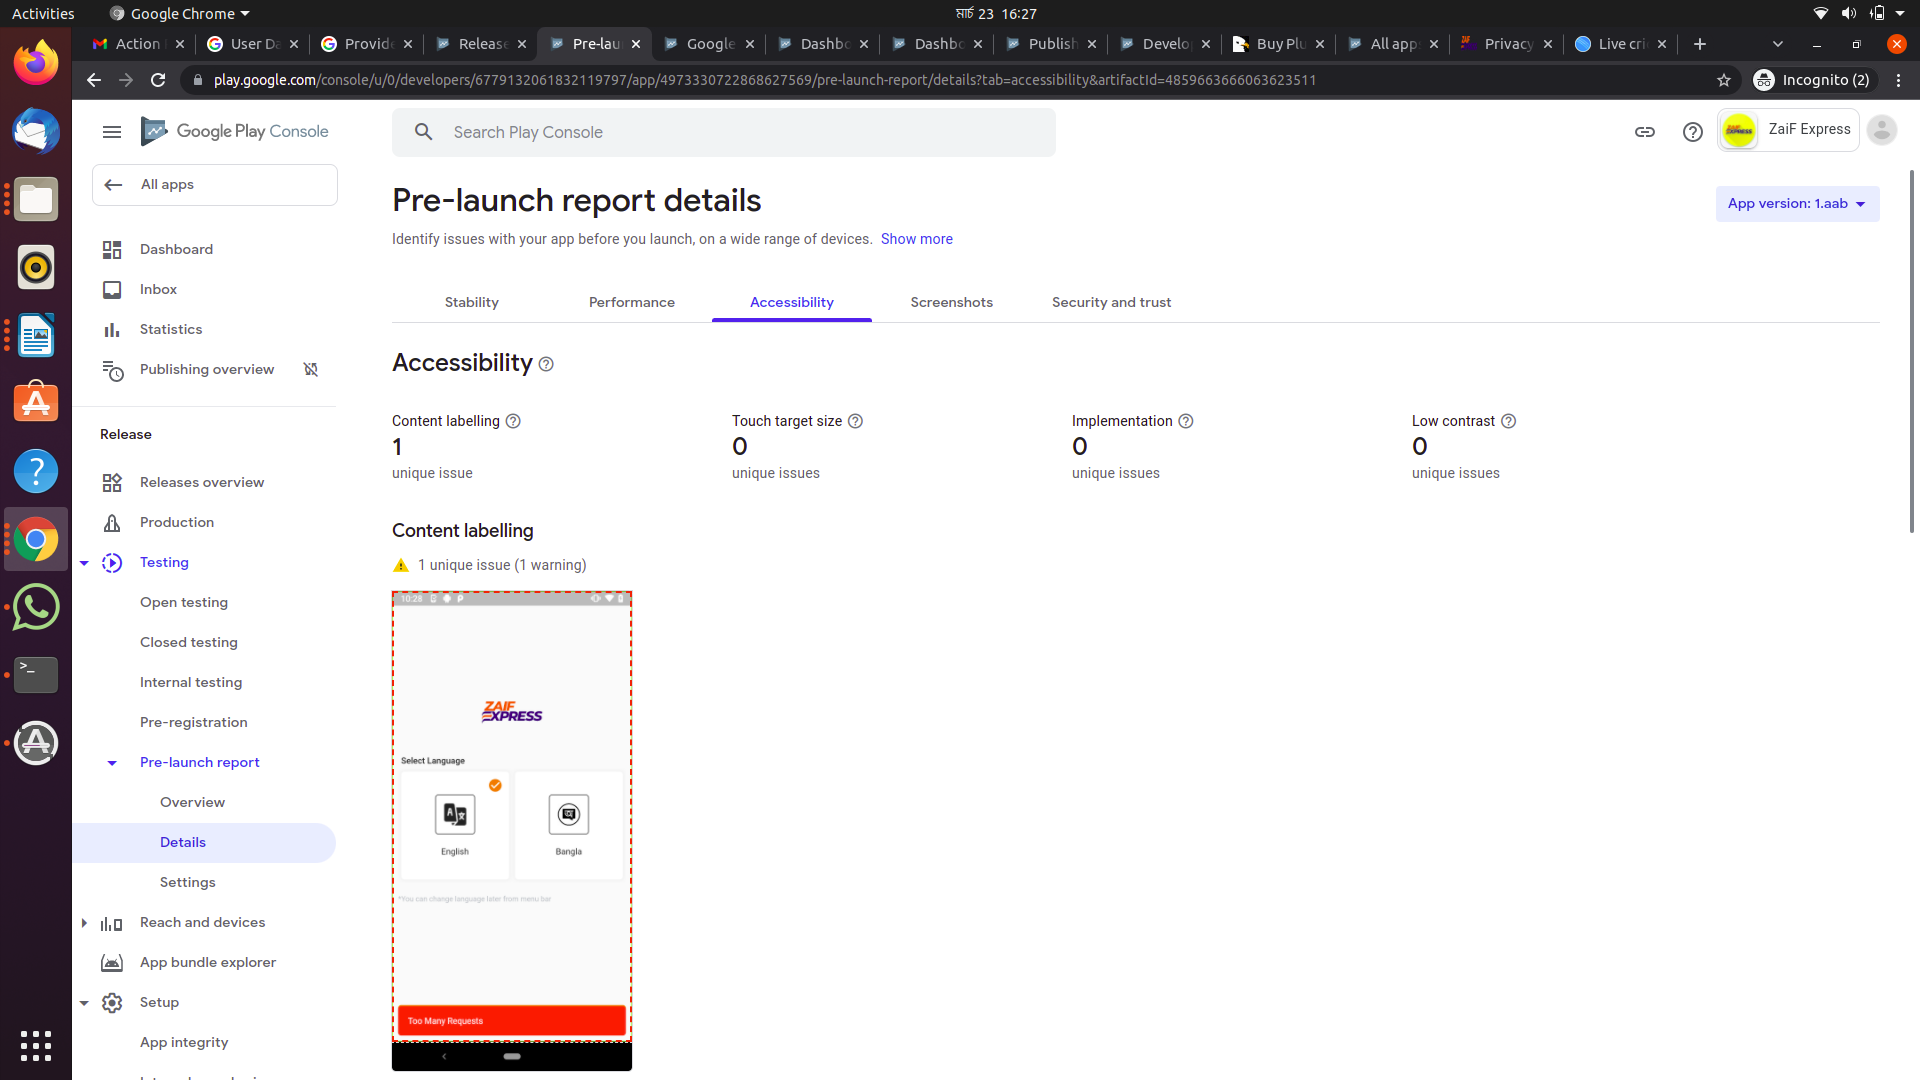 Activities
Google Chrome
মার্চ 23 16:27
Action
User Da
Provide
Release
Pre-lau
Google
Dashbo
Dashbo
Publish
Develo
Buy Plu
All apps
Privacy
Live cri
play.google.com/console/u/0/developers/6779132061832119797/app/4973330722868627569/pre-launch-report/details?tab=accessibility&artifactId=4859663666063623511
Incognito (2)
Google Play Console
Search Play Console
ZaiF Express
All apps
Dashboard
Inbox
Statistics
Publishing overview
Release
Releases overview
Production
Testing
Open testing
Closed testing
Internal testing
Pre-registration
Pre-launch report
Overview
Details
Settings
Reach and devices
App bundle explorer
Setup
App integrity
Pre-launch report details
App version: 1.aab
Identify issues with your app before you launch, on a wide range of devices. Show more
Stability
Performance
Accessibility
Screenshots
Security and trust
Accessibility
Content labelling
1
unique issue
Touch target size
0
unique issues
Implementation
0
unique issues
Low contrast
0
unique issues
Content labelling
1 unique issue (1 warning)
10:28
ZAIF
EXPRESS
Select Language
English
Bangla
*You can change language later from menu bar
Too Many Requests